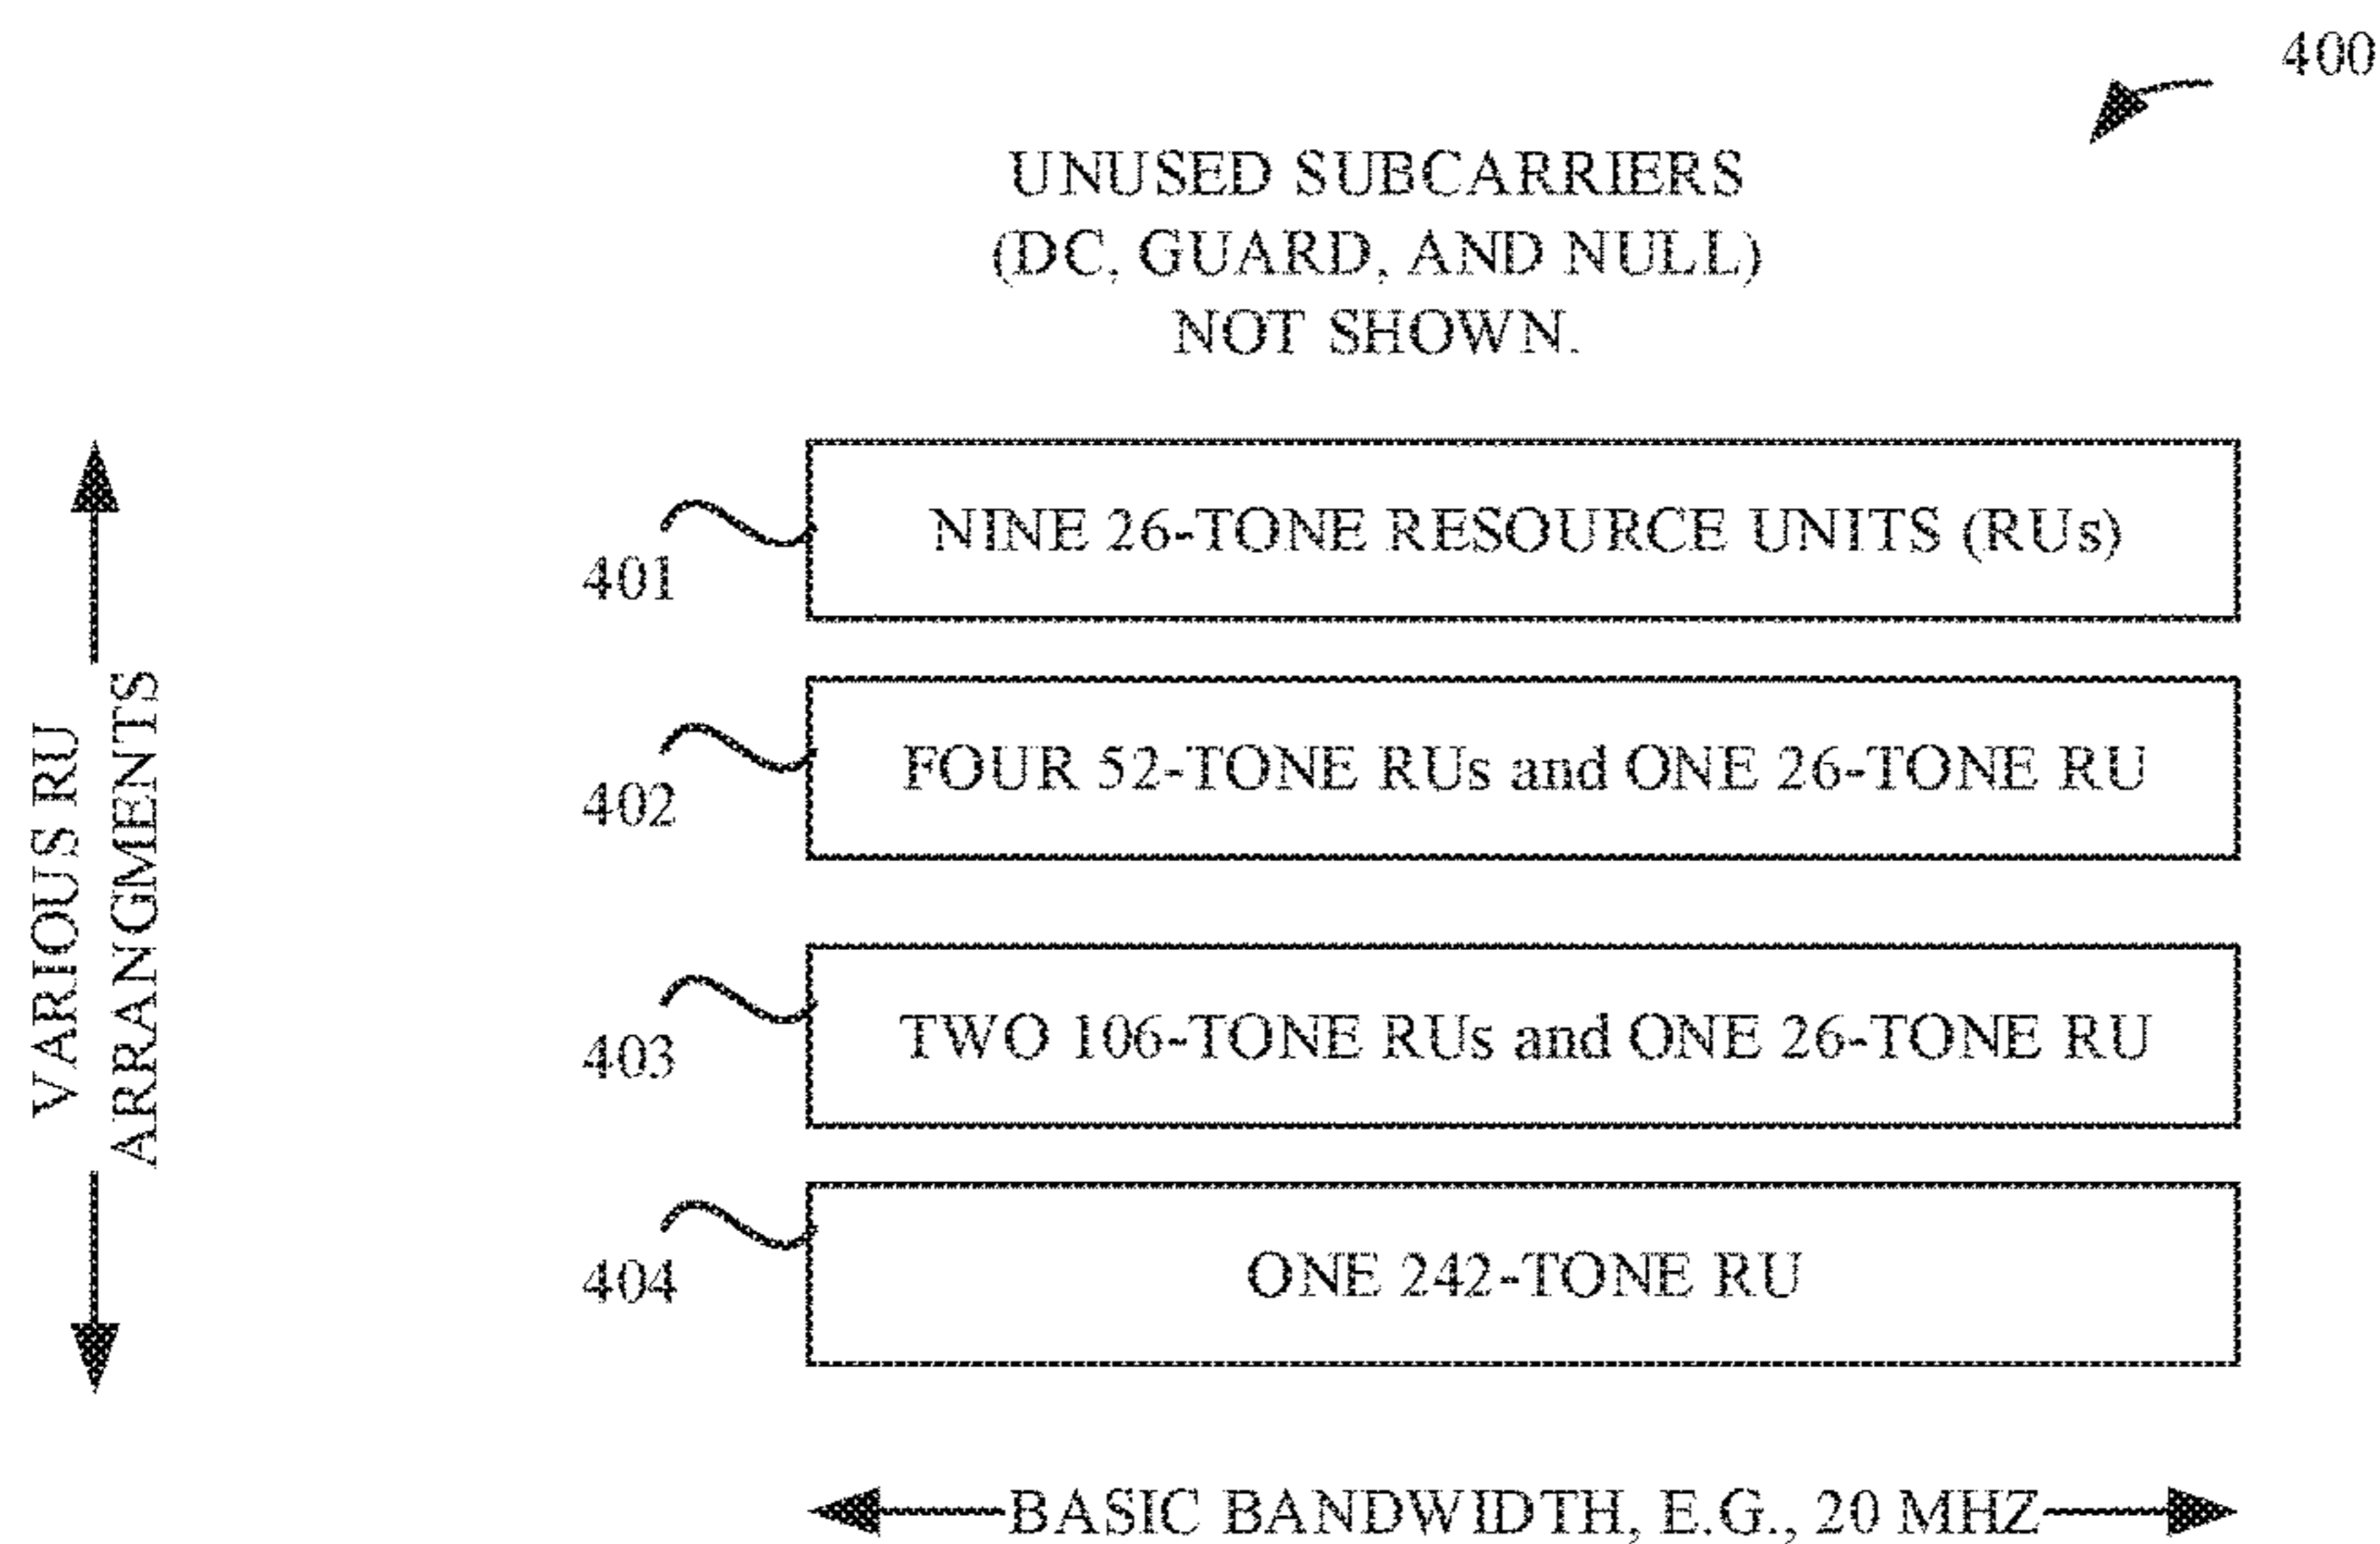 400
UNUSED SUBCARRIERS
(DC, GUARD, AND NULL)
NOT SHOWN.
VARIOUS RU
ARRANGMENTS
401
NINE 26-TONE RESOURCE UNITS (RUs)
402
FOUR 52-TONE RUs and ONE 26-TONE RU
403
TWO 106-TONE RUs and ONE 26-TONE RU
404
ONE 242-TONE RU
BASIC BANDWIDTH, E.G., 20 MHZ